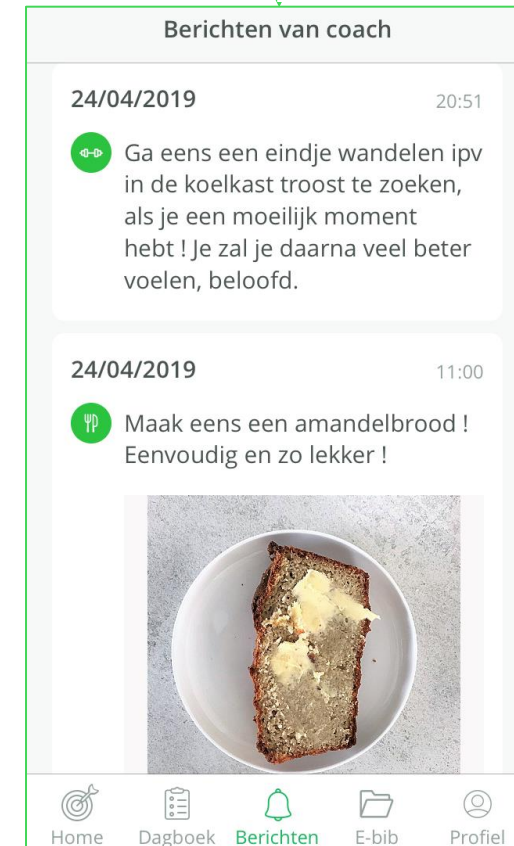 Berichten van coach
24/04/2019 20:51
Ga eens een eindje wandelen ipv
in de koelkast troost te zoeken,
als je een moeilijk moment
hebt ! Je zal je daarna veel beter
voelen, beloofd.
24/04/2019 11:00
Maak eens een amandelbrood !
Eenvoudig en zo lekker !
Home Dagboek Berichten E-bib Profiel